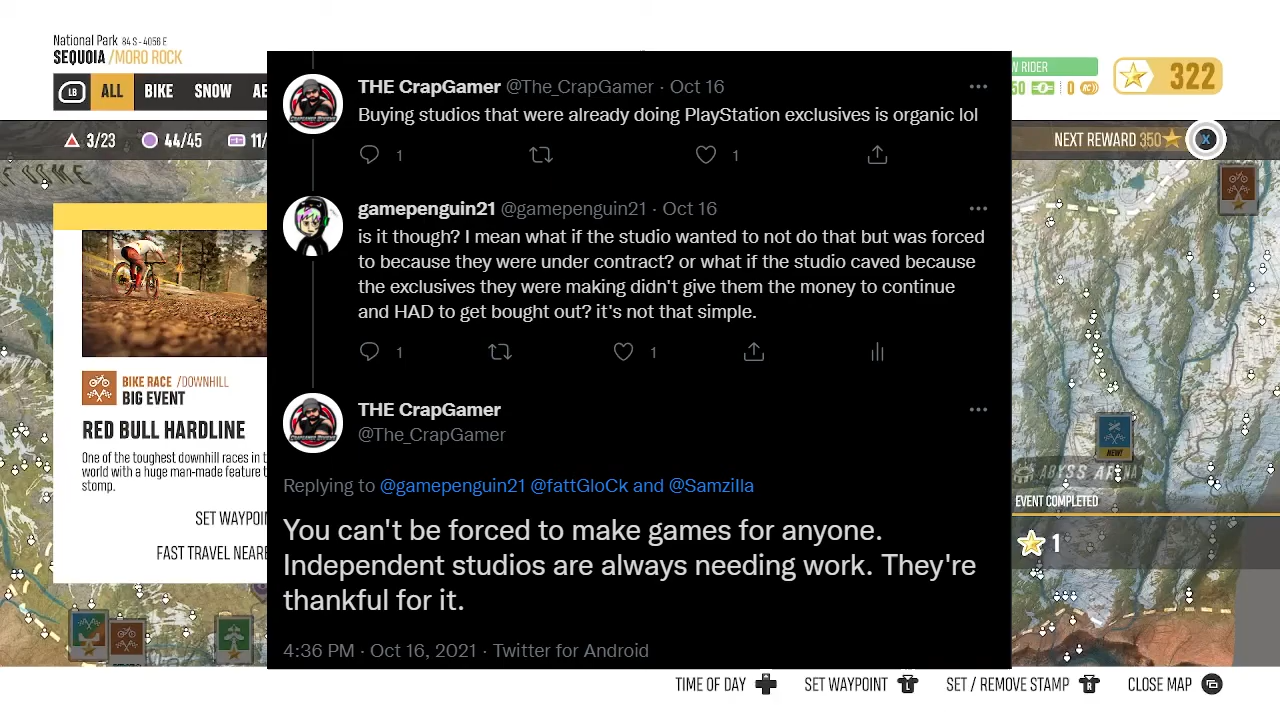 National Park 84 S - 4058 E
SEQUOIA / MORO ROCK
LB ALL BIKE SNOW
W RIDER
322
3/23 44/45 11/
NEXT REWARD 350 X
THE CrapGamer @The_CrapGamer · Oct 16
Buying studios that were already doing PlayStation exclusives is organic lol
1 1
gamepenguin21 @gamepenguin21 · Oct 16
is it though? I mean what if the studio wanted to not do that but was forced
to because they were under contract? or what if the studio caved because
the exclusives they were making didn't give them the money to continue
and HAD to get bought out? it's not that simple.
1 1
THE CrapGamer
@The_CrapGamer
Replying to @gamepenguin21 @fattGloCk and @Samzilla
You can't be forced to make games for anyone.
Independent studios are always needing work. They're
thankful for it.
4:36 PM · Oct 16, 2021 · Twitter for Android
BIKE RACE / DOWNHILL
BIG EVENT
RED BULL HARDLINE
One of the toughest downhill races in t
world with a huge man-made feature t
stomp.
SET WAYPOI
FAST TRAVEL NEAR
NEW!
ABYSS ARENA
EVENT COMPLETED
1
TIME OF DAY SET WAYPOINT L SET / REMOVE STAMP R CLOSE MAP